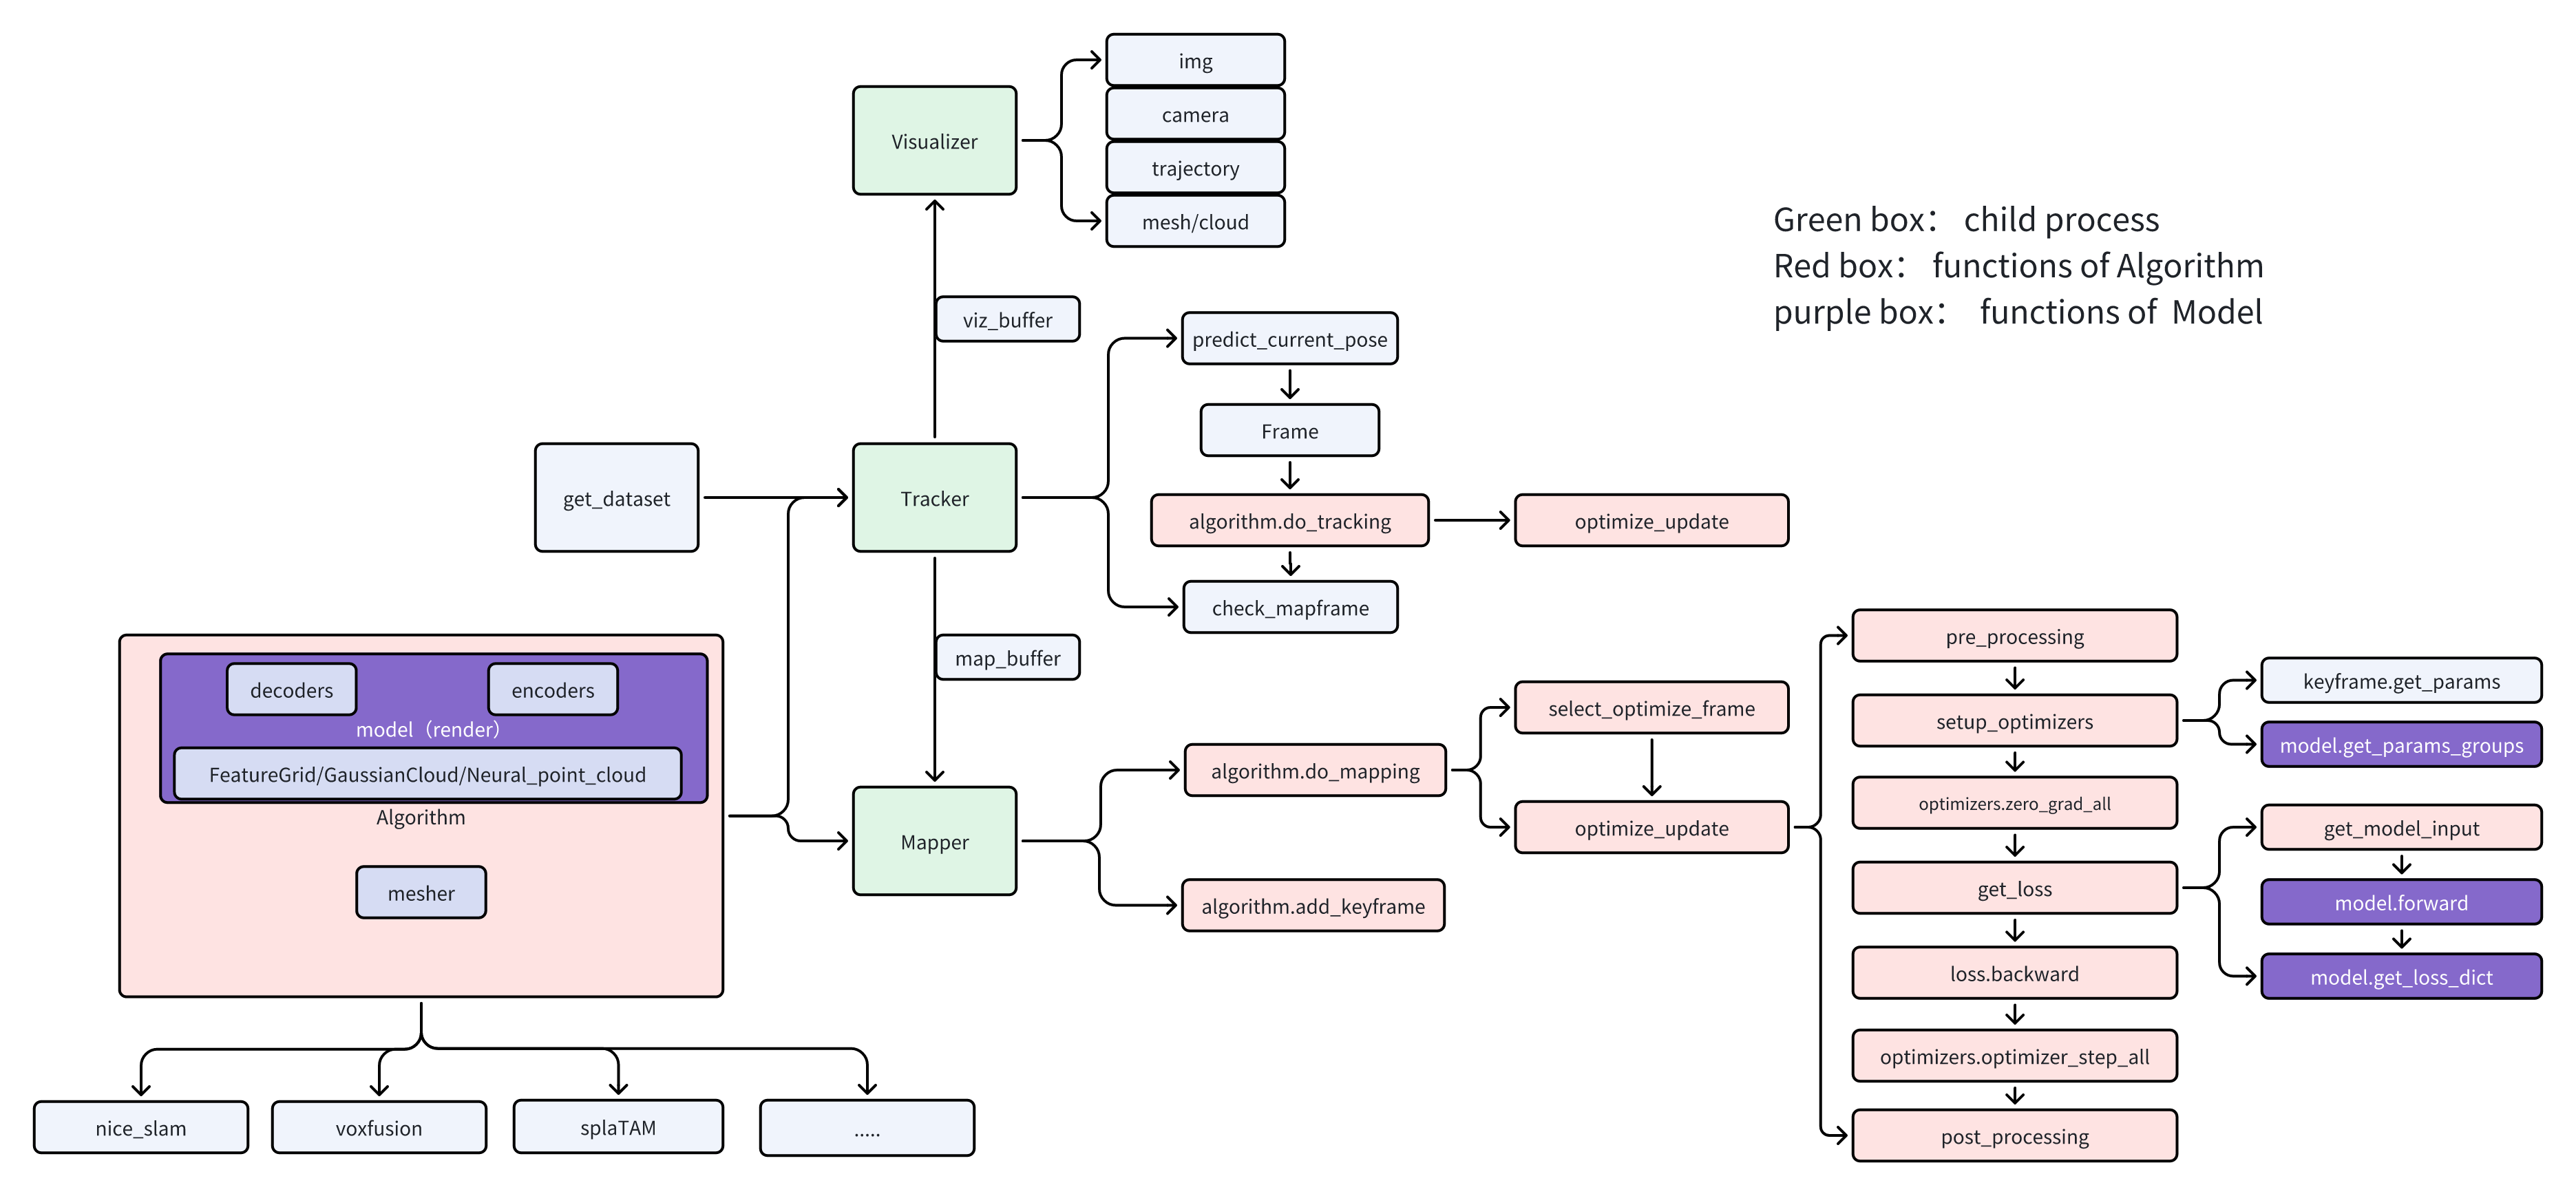 img
camera
trajectory
mesh/cloud
Visualizer
viz_buffer
Green box： child process
Red box： functions of Algorithm
purple box： functions of Model
predict_current_pose
Frame
get_dataset
Tracker
algorithm.do_tracking
optimize_update
check_mapframe
map_buffer
decoders
encoders
model（render）
FeatureGrid/GaussianCloud/Neural_point_cloud
Algorithm
mesher
Mapper
algorithm.do_mapping
algorithm.add_keyframe
select_optimize_frame
optimize_update
pre_processing
setup_optimizers
optimizers.zero_grad_all
get_loss
loss.backward
optimizers.optimizer_step_all
post_processing
keyframe.get_params
model.get_params_groups
get_model_input
model.forward
model.get_loss_dict
nice_slam
voxfusion
splaTAM
.....